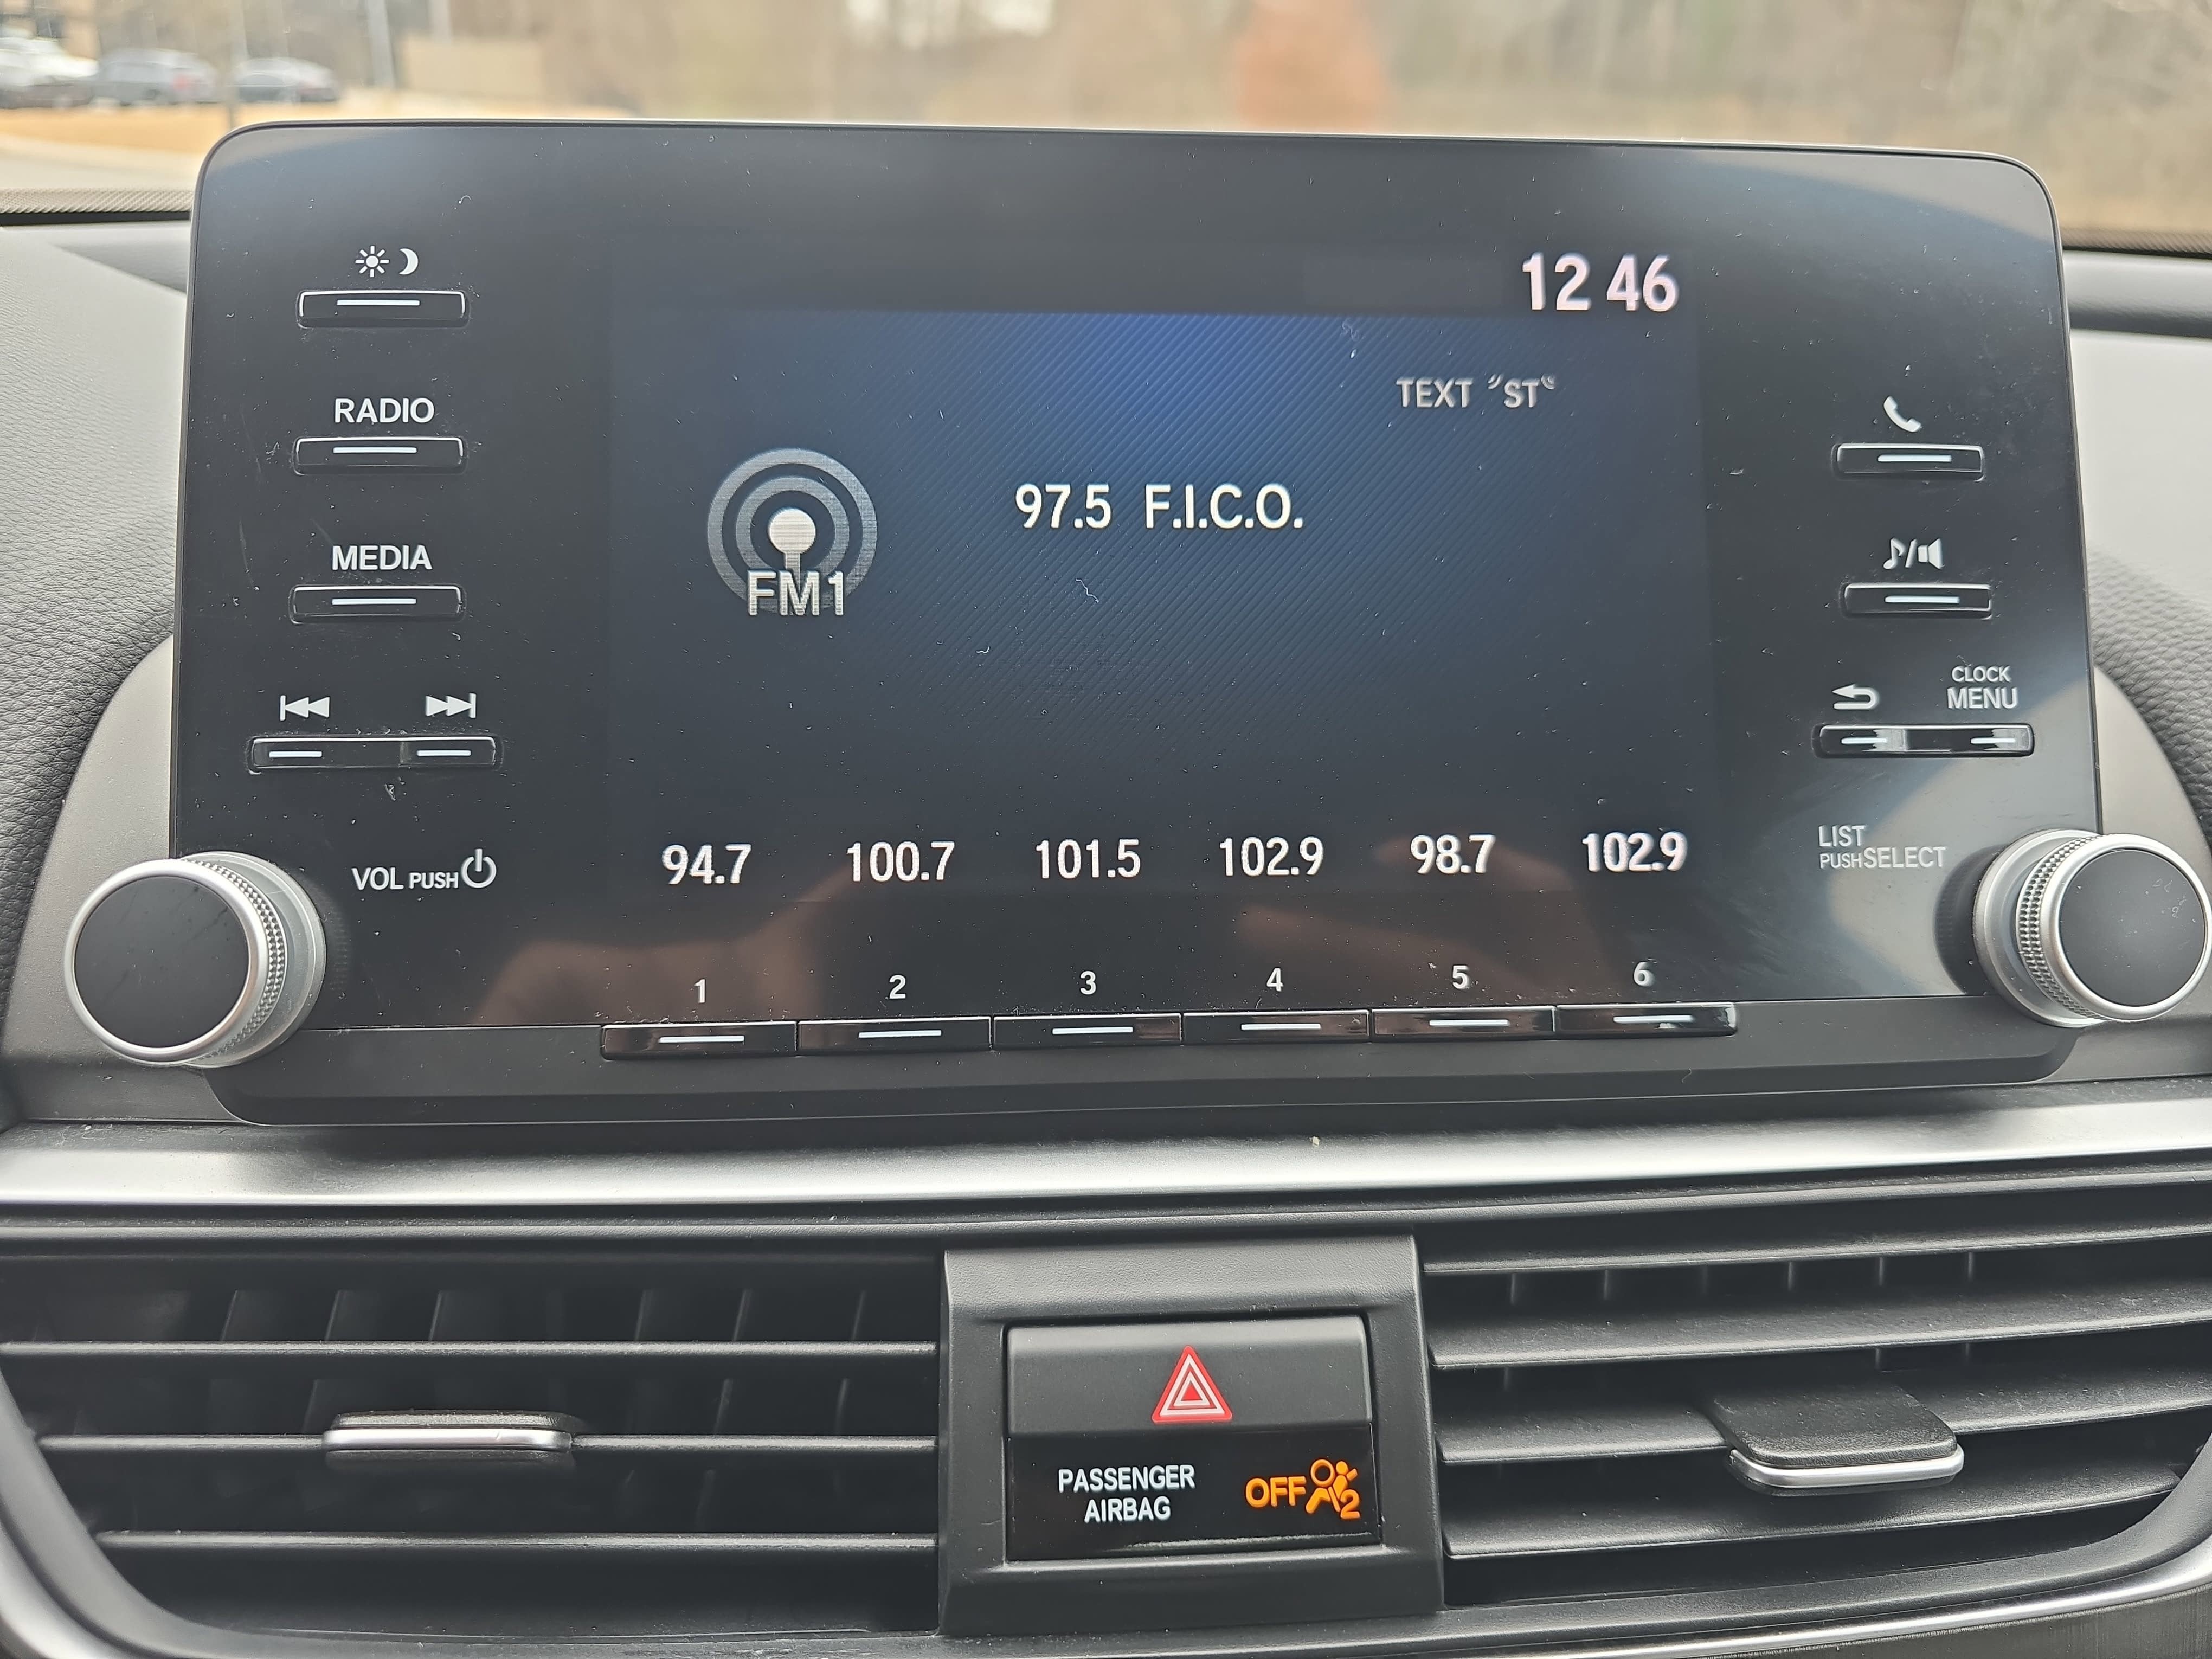 12 46
RADIO
TEXT "ST"
97.5 F.I.C.O.
FM1
MEDIA
CLOCK
MENU
VOL PUSH
94.7 100.7 101.5 102.9 98.7 102.9
LIST
PUSH SELECT
1 2 3 4 5 6
PASSENGER
AIRBAG
OFF 2